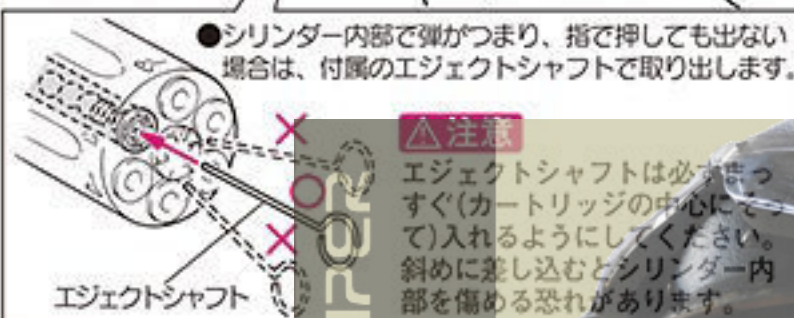 ●シリンダー内部で弾がつまり、指で押しても出ない
場合は、付属のエジェクトシャフトで取り出します。
⚠注意
エジェクトシャフトは必ずまっ
すぐ(カートリッジの中心にそっ
て)入れるようにしてください。
斜めに差し込むとシリンダー内
部を傷める恐れがあります。
エジェクトシャフト